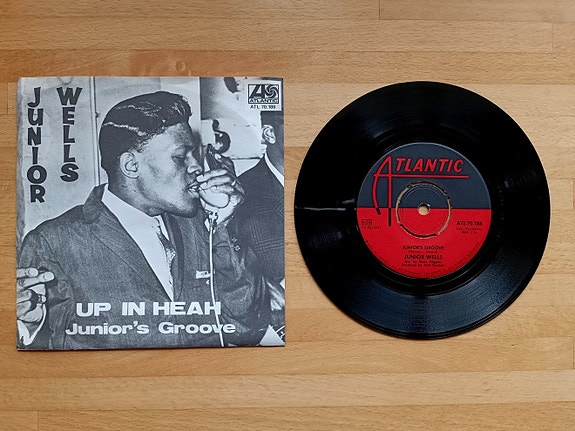 JUNIOR
WELLS
ATLANTIC
ATL 70.186
UP IN HEAH
Junior's Groove
ATLANTIC
ATL.70.186
JUNIOR'S GROOVE
JUNIOR WELLS